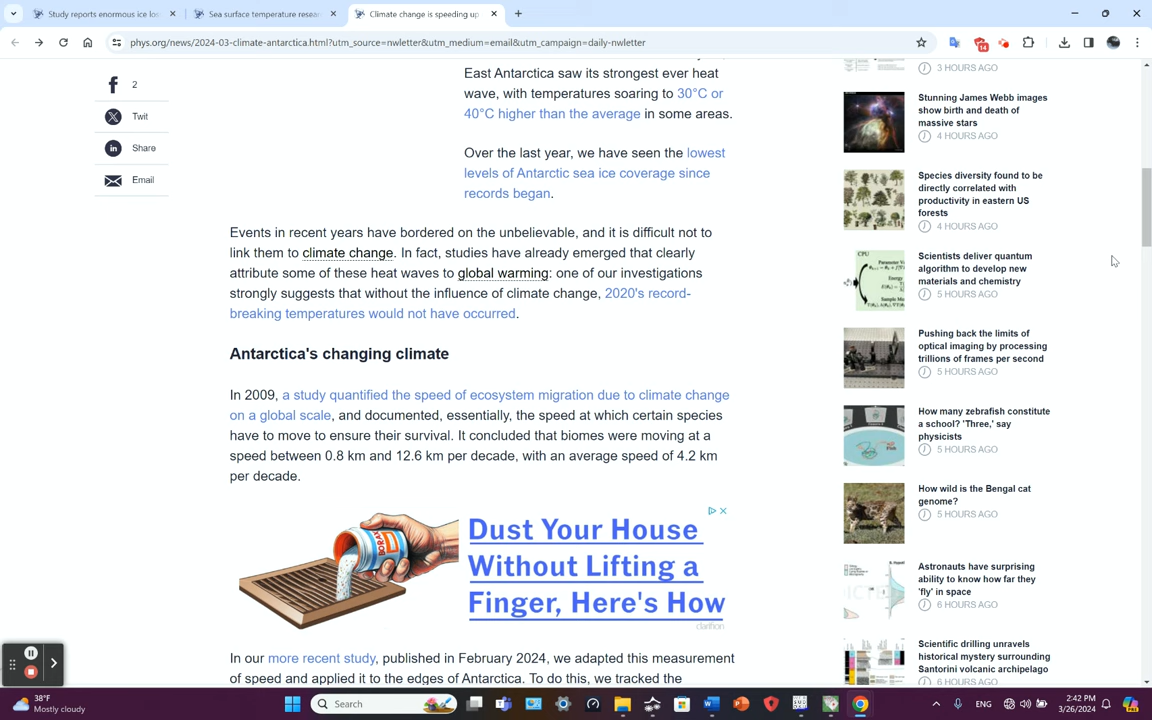 Study reports enormous ice los
Sea surface temperature resear
Climate change is speeding up
phys.org/news/2024-03-climate-antarctica.html?utm_source=nwletter&utm_medium=email&utm_campaign=daily-nwletter
14
2
Twit
Share
Email
East Antarctica saw its strongest ever heat
wave, with temperatures soaring to 30°C or
40°C higher than the average in some areas.
Over the last year, we have seen the lowest
levels of Antarctic sea ice coverage since
records began.
Events in recent years have bordered on the unbelievable, and it is difficult not to
link them to climate change. In fact, studies have already emerged that clearly
attribute some of these heat waves to global warming: one of our investigations
strongly suggests that without the influence of climate change, 2020's record-
breaking temperatures would not have occurred.
Antarctica's changing climate
In 2009, a study quantified the speed of ecosystem migration due to climate change
on a global scale, and documented, essentially, the speed at which certain species
have to move to ensure their survival. It concluded that biomes were moving at a
speed between 0.8 km and 12.6 km per decade, with an average speed of 4.2 km
per decade.
BORA
Dust Your House
Without Lifting a
Finger, Here's How
clarifion
In our more recent study, published in February 2024, we adapted this measurement
of speed and applied it to the edges of Antarctica. To do this, we tracked the
3 HOURS AGO
Stunning James Webb images
show birth and death of
massive stars
4 HOURS AGO
Species diversity found to be
directly correlated with
productivity in eastern US
forests
4 HOURS AGO
CPU
Scientists deliver quantum
algorithm to develop new
materials and chemistry
5 HOURS AGO
Pushing back the limits of
optical imaging by processing
trillions of frames per second
5 HOURS AGO
How many zebrafish constitute
a school? 'Three,' say
physicists
5 HOURS AGO
How wild is the Bengal cat
genome?
5 HOURS AGO
Astronauts have surprising
ability to know how far they
'fly' in space
6 HOURS AGO
Scientific drilling unravels
historical mystery surrounding
Santorini volcanic archipelago
6 HOURS AGO
38°F
Mostly cloudy
Search
ENG
2:42 PM
3/26/2024